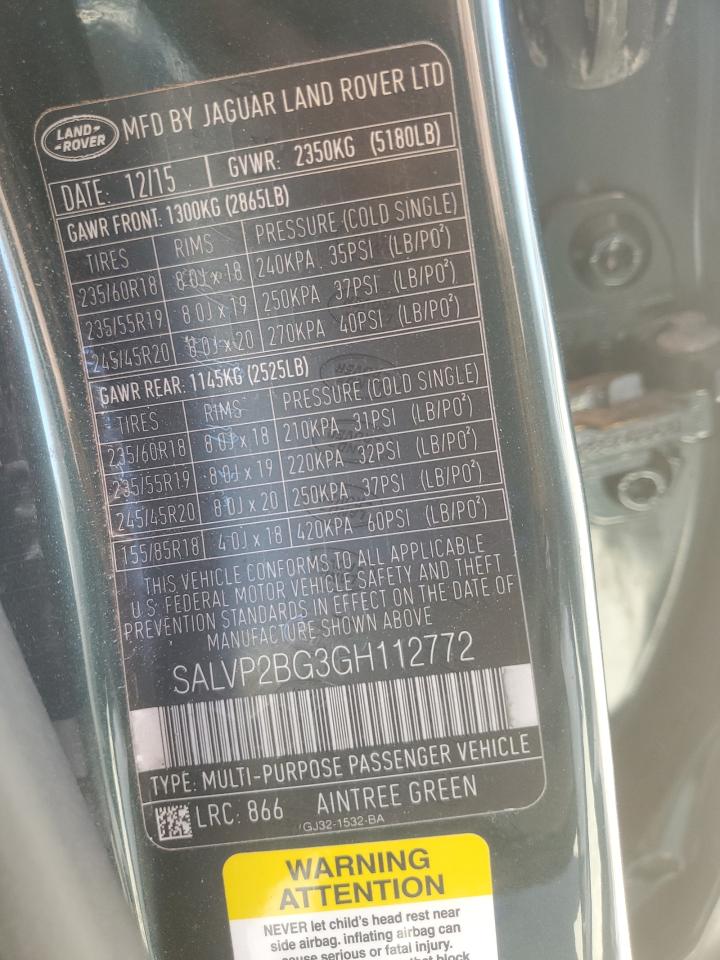 LAND-
ROVER
MFD BY JAGUAR LAND ROVER LTD
DATE: 12/15 GVWR: 2350KG (5180LB)
GAWR FRONT: 1300KG (2865LB)
TIRES RIMS PRESSURE (COLD SINGLE)
235/60R18 8.0J x 18 240KPA 35PSI (LB/PO²)
235/55R19 8.0J x 19 250KPA 37PSI (LB/PO²)
245/45R20 8.0J x 20 270KPA 40PSI (LB/PO²)
GAWR REAR: 1145KG (2525LB)
TIRES RIMS PRESSURE (COLD SINGLE)
235/60R18 8.0J x 18 210KPA 31PSI (LB/PO²)
235/55R19 8.0J x 19 220KPA 32PSI (LB/PO²)
245/45R20 8.0J x 20 250KPA 37PSI (LB/PO²)
155/85R18 4.0J x 18 420KPA 60PSI (LB/PO²)
THIS VEHICLE CONFORMS TO ALL APPLICABLE
U.S. FEDERAL MOTOR VEHICLE SAFETY AND THEFT
PREVENTION STANDARDS IN EFFECT ON THE DATE OF
MANUFACTURE SHOWN ABOVE
SALVP2BG3GH112772
TYPE: MULTI-PURPOSE PASSENGER VEHICLE
LRC: 866 AINTREE GREEN
GJ32-1532-BA
WARNING
ATTENTION
NEVER let child's head rest near
side airbag. inflating airbag can
cause serious or fatal injury.
that block